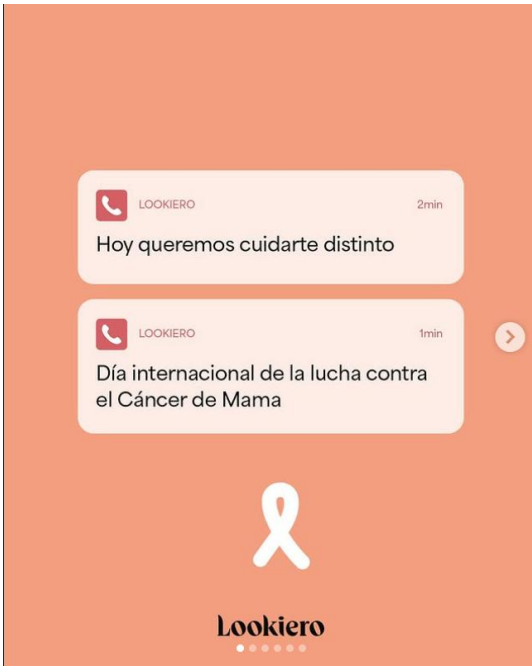 LOOKIERO 2min
Hoy queremos cuidarte distinto
LOOKIERO 1min
Día internacional de la lucha contra
el Cáncer de Mama
Lookiero